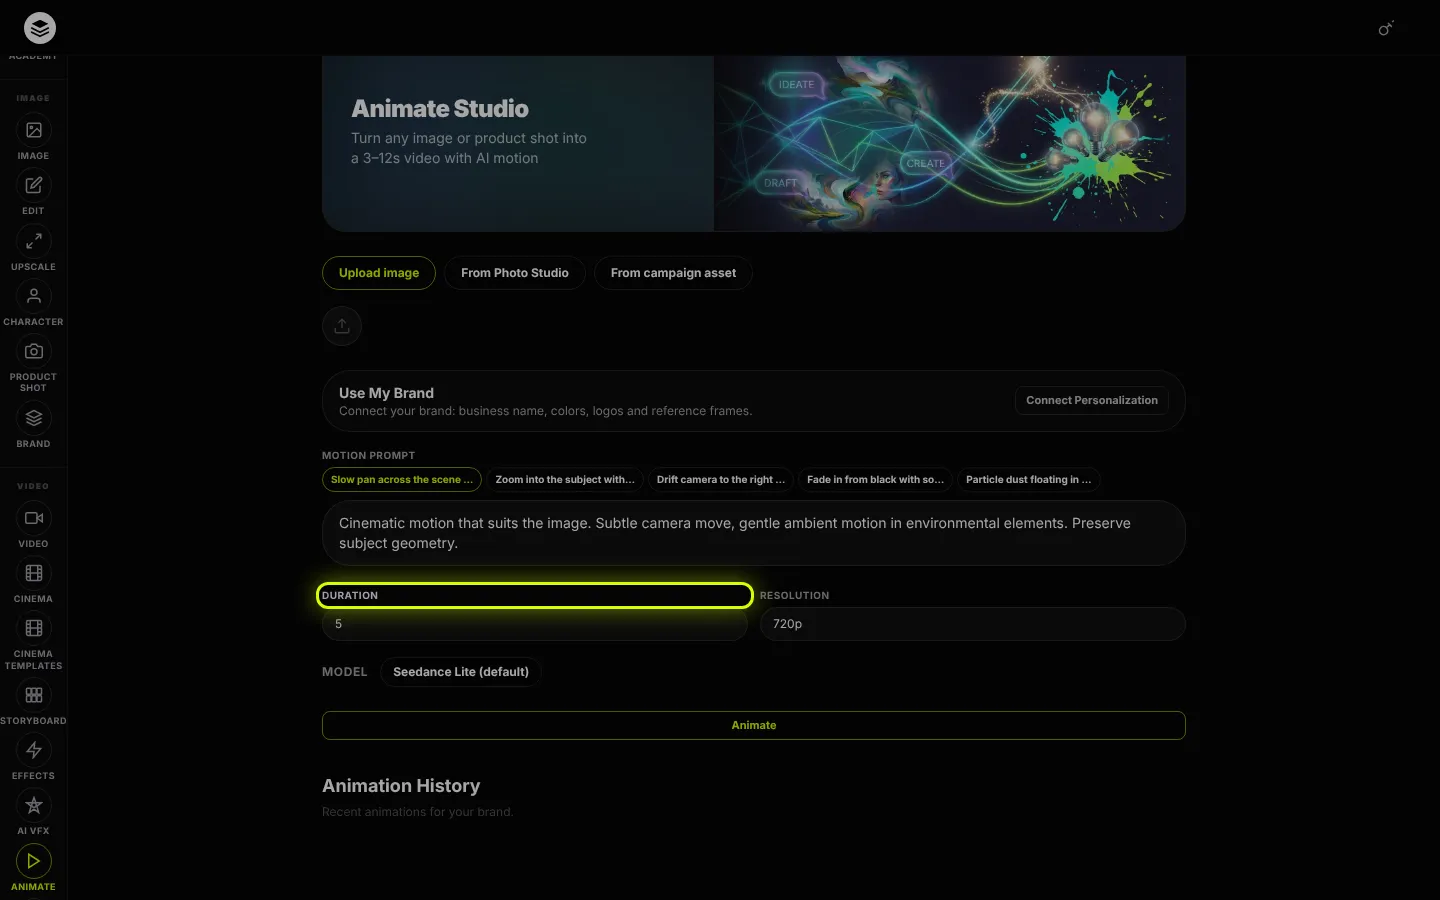 ACADEMY
IMAGE
IMAGE
EDIT
UPSCALE
CHARACTER
PRODUCT
SHOT
BRAND
VIDEO
VIDEO
CINEMA
CINEMA
TEMPLATES
STORYBOARD
EFFECTS
AI VFX
ANIMATE
Animate Studio
Turn any image or product shot into
a 3–12s video with AI motion
IDEATE
CREATE
DRAFT
Upload image
From Photo Studio
From campaign asset
Use My Brand
Connect your brand: business name, colors, logos and reference frames.
Connect Personalization
MOTION PROMPT
Slow pan across the scene ...
Zoom into the subject with...
Drift camera to the right ...
Fade in from black with so...
Particle dust floating in ...
Cinematic motion that suits the image. Subtle camera move, gentle ambient motion in environmental elements. Preserve
subject geometry.
DURATION
RESOLUTION
5
720p
MODEL
Seedance Lite (default)
Animate
Animation History
Recent animations for your brand.